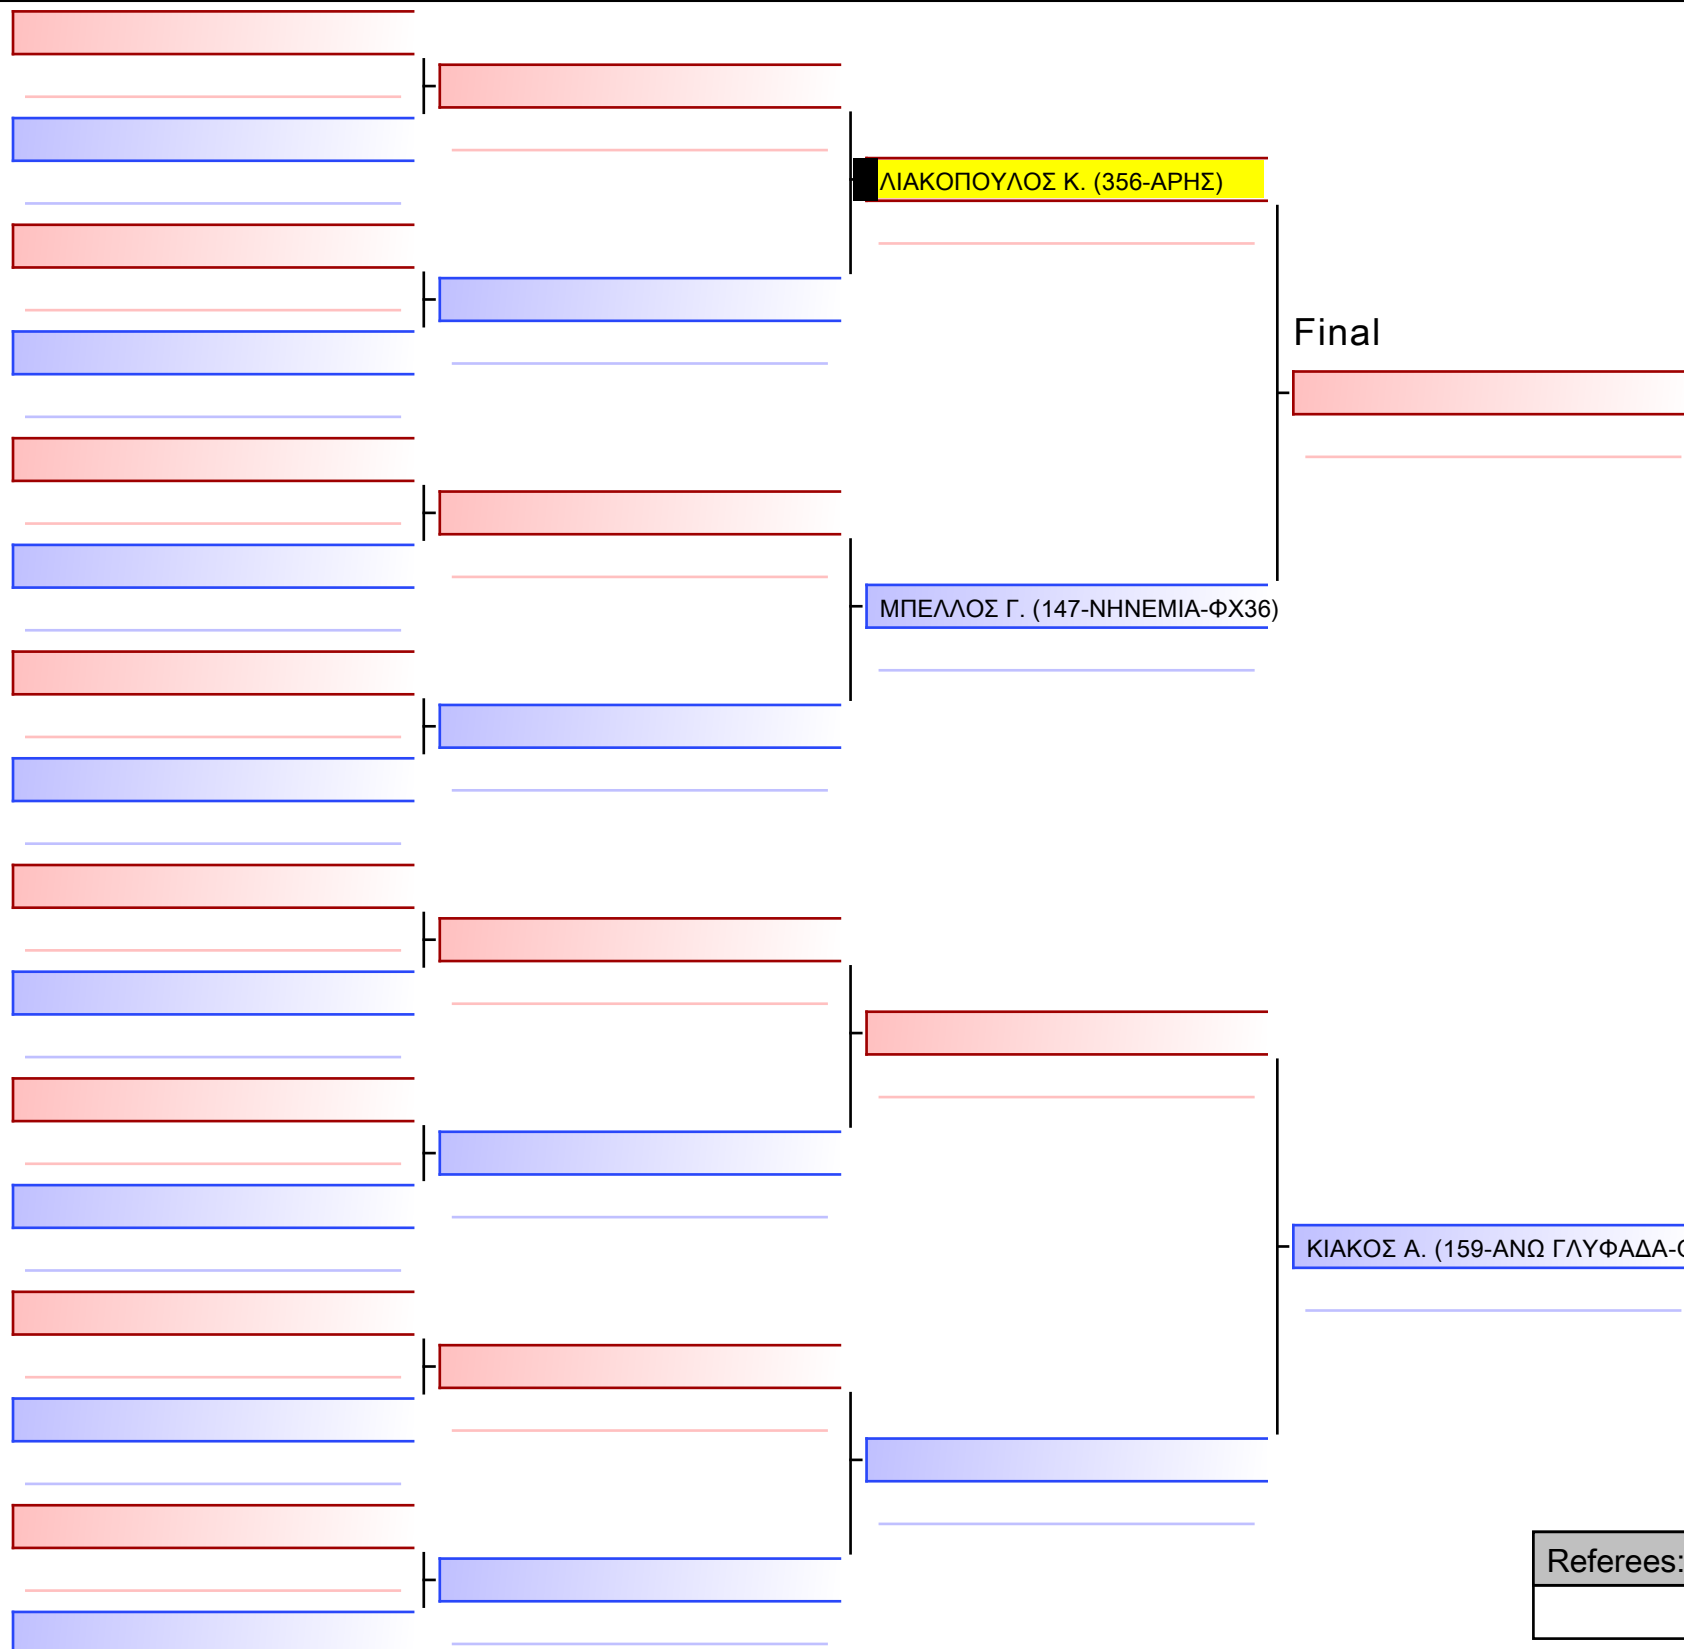 ΛΙΑΚΟΠΟΥΛΟΣ Κ. (356-ΑΡΗΣ)
Final
ΜΠΕΛΛΟΣ Γ. (147-ΝΗΝΕΜΙΑ-ΦΧ36)
ΚΙΑΚΟΣ Α. (159-ΑΝΩ ΓΛΥΦΑΔΑ-
Referees: